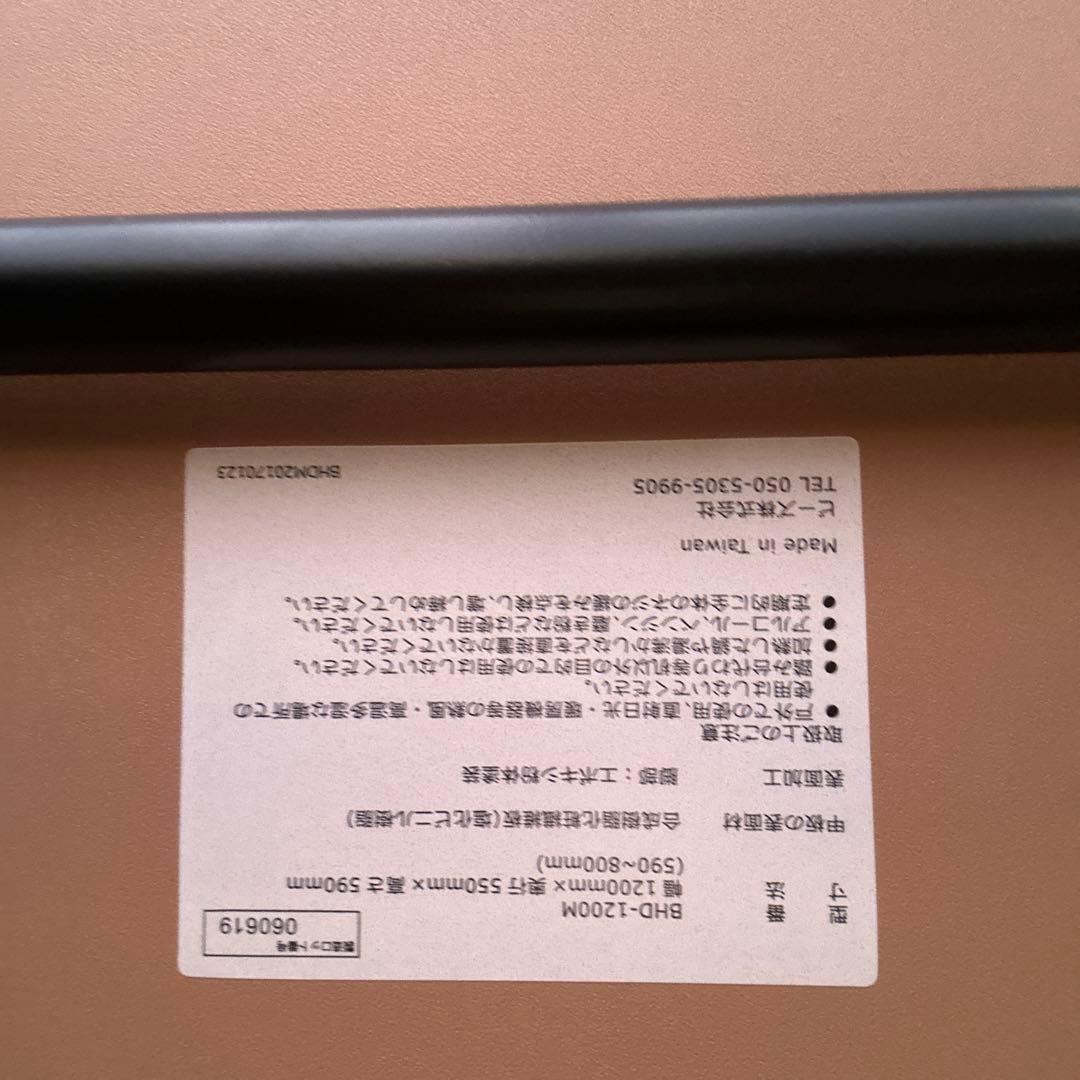 製造ロット番号
060619
型番 BHD-1200M
寸法 幅 1200mm× 奥行 550mm× 高さ 590mm
(590~800mm)
甲板の表面材 合成樹脂化粧繊維板(塩化ビニル樹脂)
表面加工 脚部：エポキシ粉体塗装
取扱上のご注意
● 戸外での使用、直射日光・暖房機器等の熱風・高温多湿な場所での
使用はしないでください。
● 踏み台代わり等机以外の目的での使用はしないでください。
● 加熱した鍋や湯沸かしなどを直接置かないでください。
● アルコール、ベンジン、磨き粉などは使用しないでください。
● 定期的に全体のネジの緩みを点検し、増し締めしてください。
Made in Taiwan
ビーズ株式会社
TEL 050-5305-9905
BHDM20170123